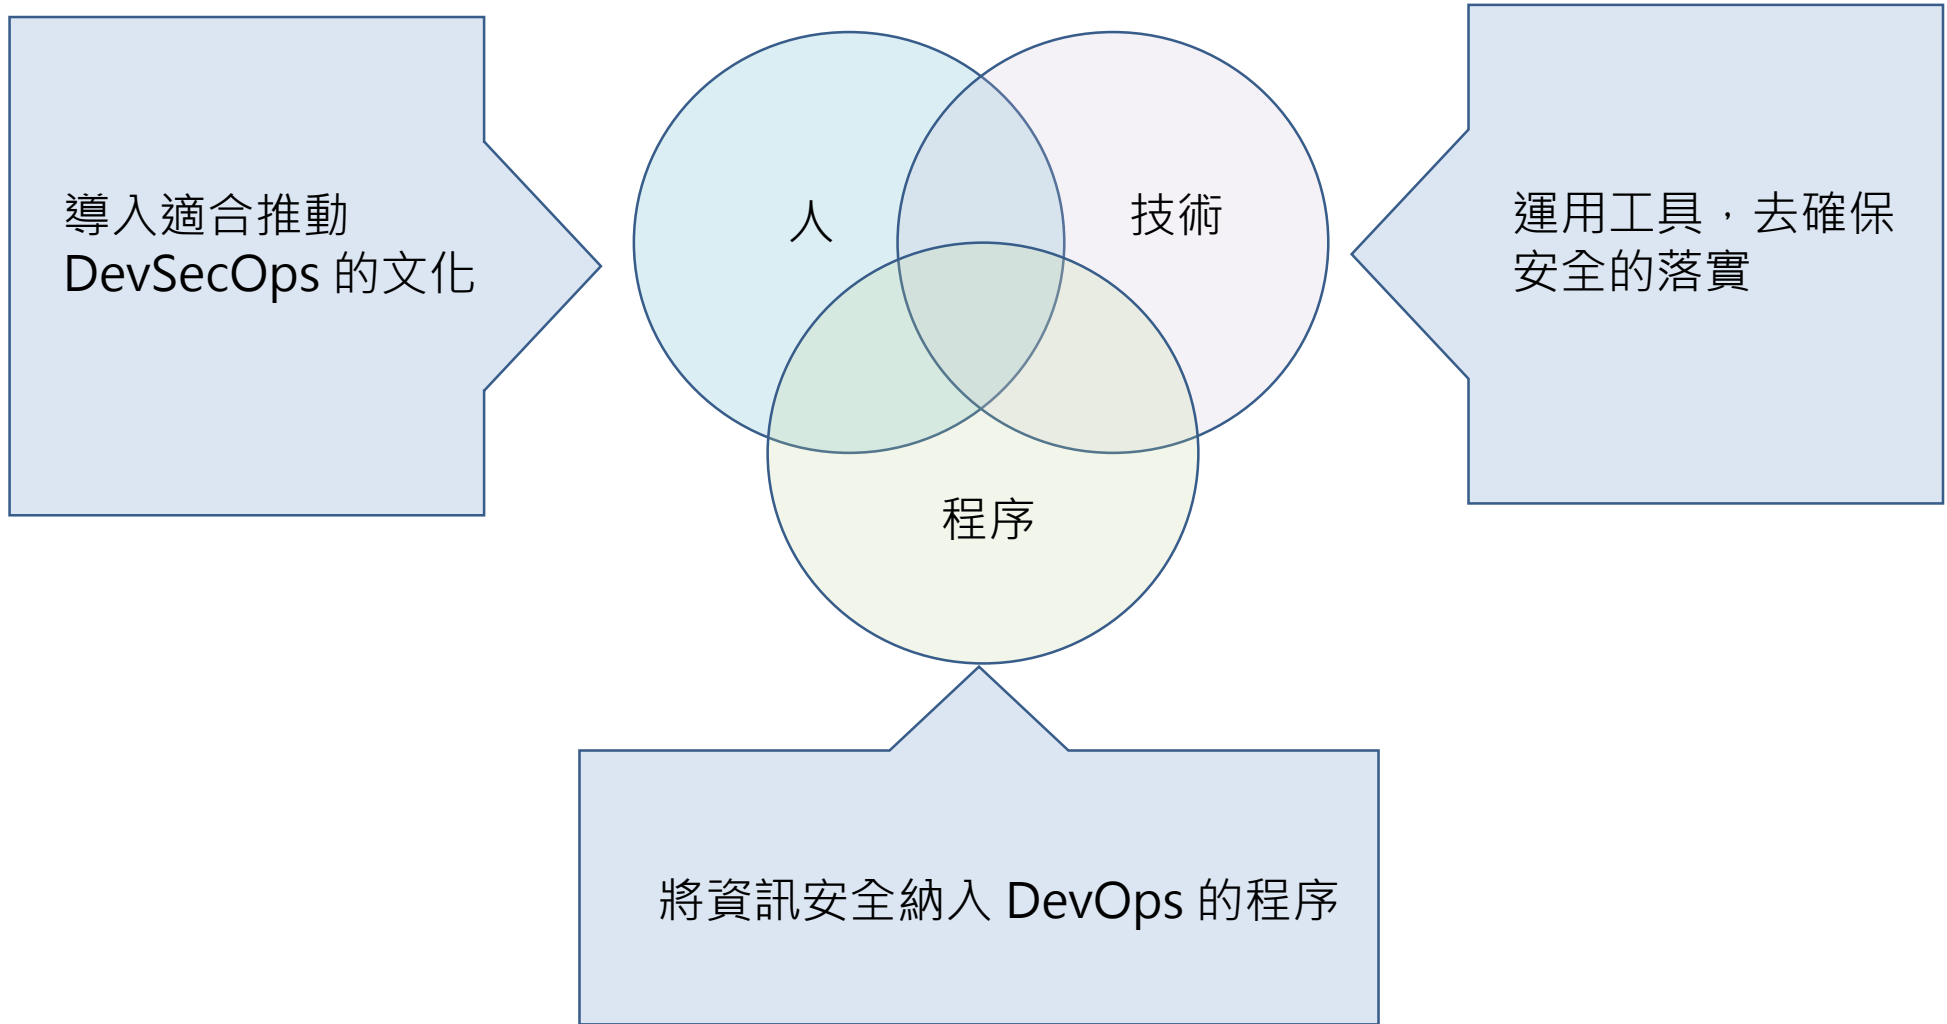 導入適合推動
DevSecOps 的文化
人
技術
運用工具，去確保
安全的落實
程序
將資訊安全納入 DevOps 的程序